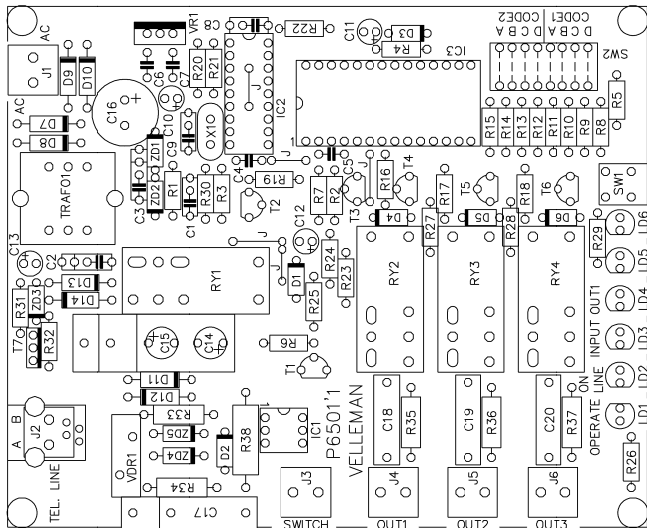 AC
J1
AC
D9
D10
VR1
C6
C7
R20
R21
C8
R22
C11
D3
R4
CODE2
CODE1
D C B A
D C B A
SW2
IC3
C16
C10
C9
X1
J
IC2
1
R15
R14
R13
R12
R11
R10
R9
R8
R5
D7
D8
TRAFO1
ZD1
ZD2
C3
R1
C1
R30
R3
C4
J
R19
T2
C5
R7
R2
J
T3
R16
T4
R17
T5
R18
T6
SW1
C13
C2
D13
D14
RY1
J
J
C12
D1
R24
R23
R25
D4
R27
D5
R28
D6
R29
RY2
RY3
RY4
LD6
LD5
LD4
LD3
LD2
LD1
OUT1
INPUT
LINE
ON
OPERATE
R31
ZD3
T7
R32
C15
C14
R6
T1
D11
D12
R33
ZD5
ZD4
R34
VDR1
D2
R38
IC1
1
P6501'1
VELLEMAN
C18
R35
C19
R36
C20
R37
R26
A
B
J2
TEL. LINE
C17
J3
SWITCH
J4
OUT1
J5
OUT2
J6
OUT3